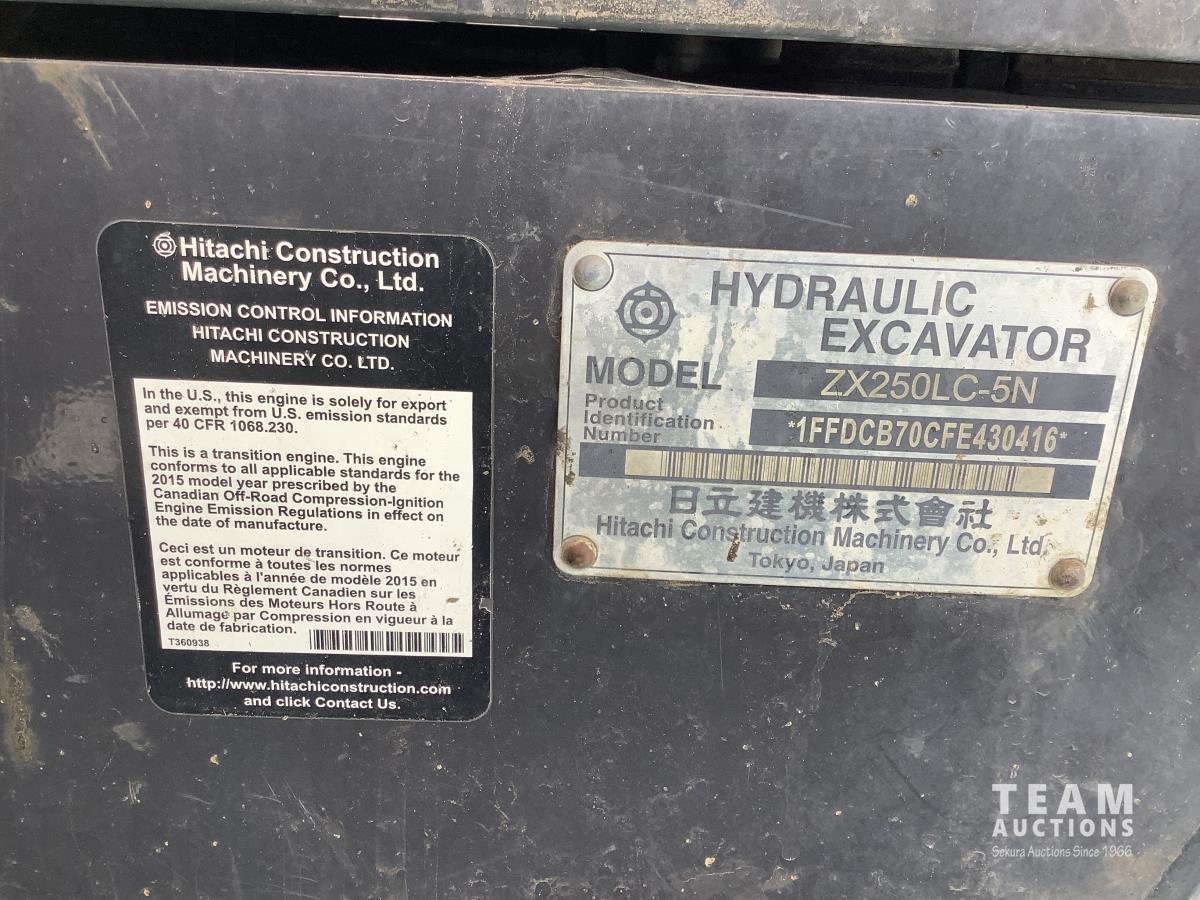 Hitachi Construction
Machinery Co., Ltd.
EMISSION CONTROL INFORMATION
HITACHI CONSTRUCTION
MACHINERY CO. LTD.
In the U.S., this engine is solely for export
and exempt from U.S. emission standards
per 40 CFR 1068.230.
This is a transition engine. This engine
conforms to all applicable standards for the
2015 model year prescribed by the
Canadian Off-Road Compression-Ignition
Engine Emission Regulations in effect on
the date of manufacture.
Ceci est un moteur de transition. Ce moteur
est conforme à toutes les normes
applicables à l'année de modèle 2015 en
vertu du Règlement Canadien sur les
Émissions des Moteurs Hors Route à
Allumage par Compression en vigueur à la
date de fabrication.
T360938
For more information -
http://www.hitachiconstruction.com
and click Contact Us.
HYDRAULIC
EXCAVATOR
MODEL ZX250LC-5N
Product
Identification
Number *1FFDCB70CFE430416*
日立建機株式會社
Hitachi Construction Machinery Co., Ltd.
Tokyo, Japan
TEAM
AUCTIONS
Sekura Auctions Since 1966